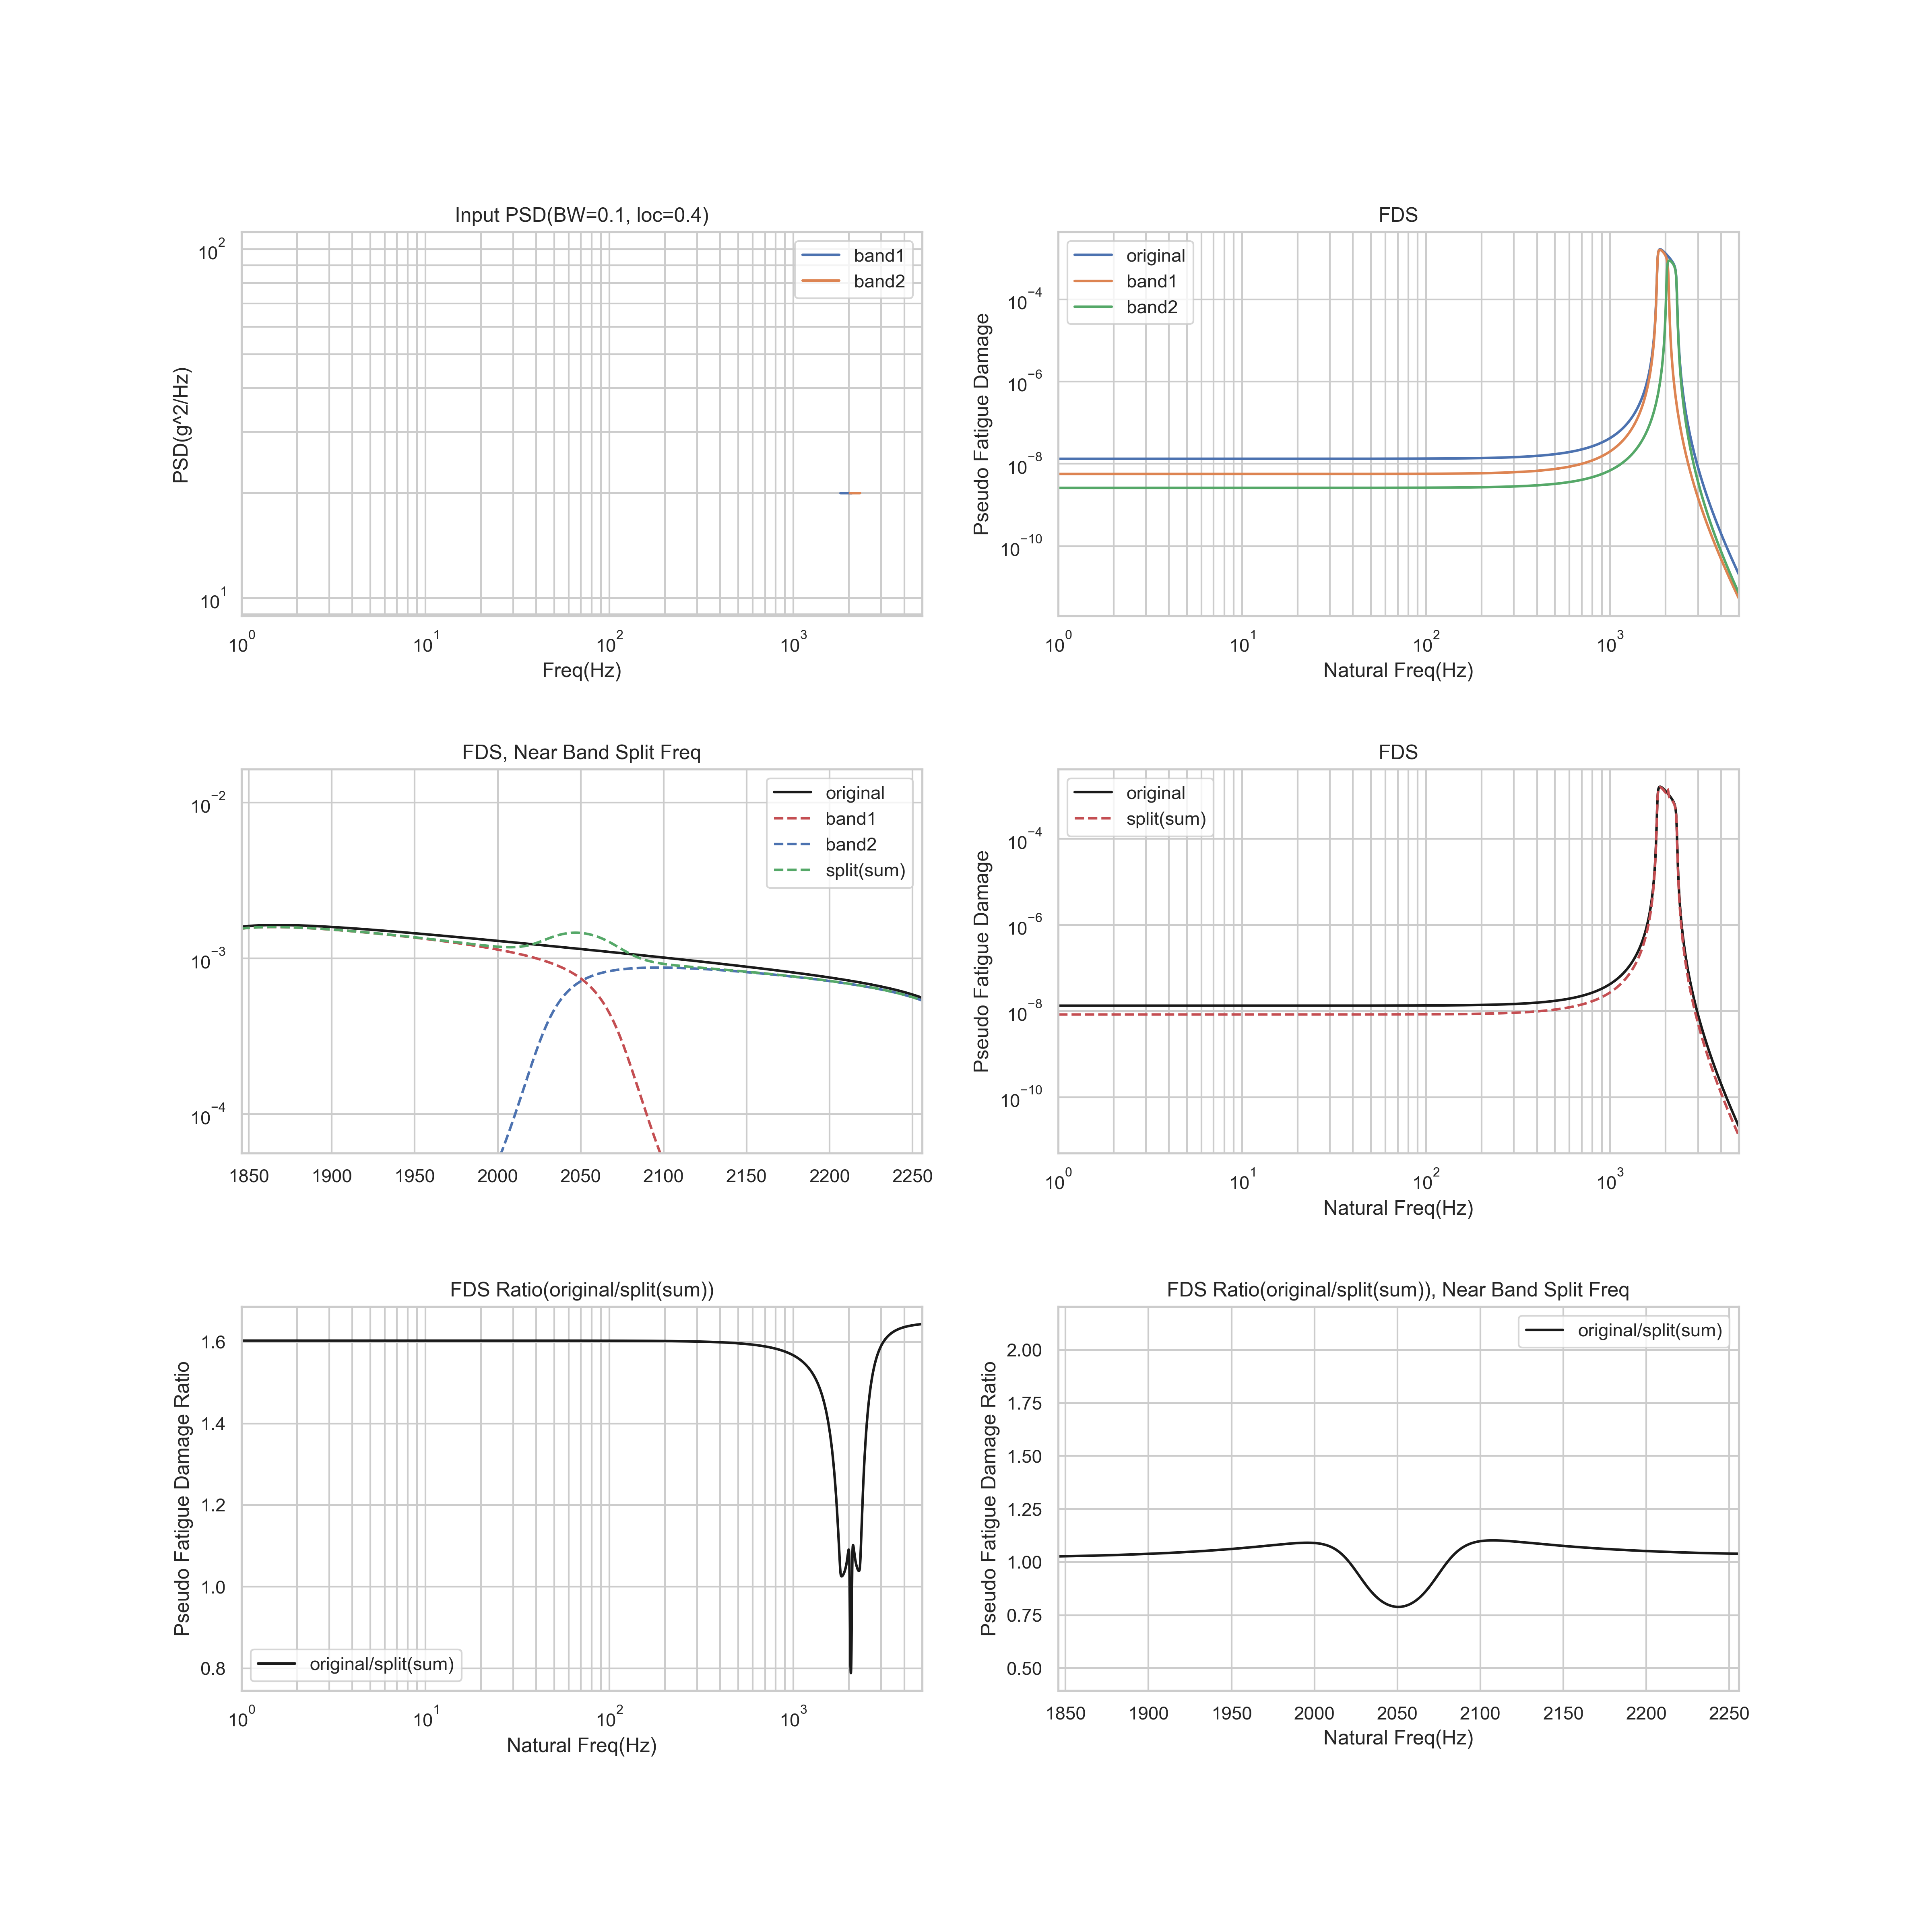 Input PSD(BW=0.1, loc=0.4)
PSD(g^2/Hz)
10^2
10^1
band1
band2
10^0 10^1 10^2 10^3
Freq(Hz)
FDS
Pseudo Fatigue Damage
original
band1
band2
10^−4
10^−6
10^−8
10^−10
10^0 10^1 10^2 10^3
Natural Freq(Hz)
FDS, Near Band Split Freq
original
band1
band2
split(sum)
10^−2
10^−3
10^−4
1850 1900 1950 2000 2050 2100 2150 2200 2250
FDS
Pseudo Fatigue Damage
original
split(sum)
10^−4
10^−6
10^−8
10^−10
10^0 10^1 10^2 10^3
Natural Freq(Hz)
FDS Ratio(original/split(sum))
Pseudo Fatigue Damage Ratio
1.6
1.4
1.2
1.0
0.8
original/split(sum)
10^0 10^1 10^2 10^3
Natural Freq(Hz)
FDS Ratio(original/split(sum)), Near Band Split Freq
Pseudo Fatigue Damage Ratio
original/split(sum)
2.00
1.75
1.50
1.25
1.00
0.75
0.50
1850 1900 1950 2000 2050 2100 2150 2200 2250
Natural Freq(Hz)